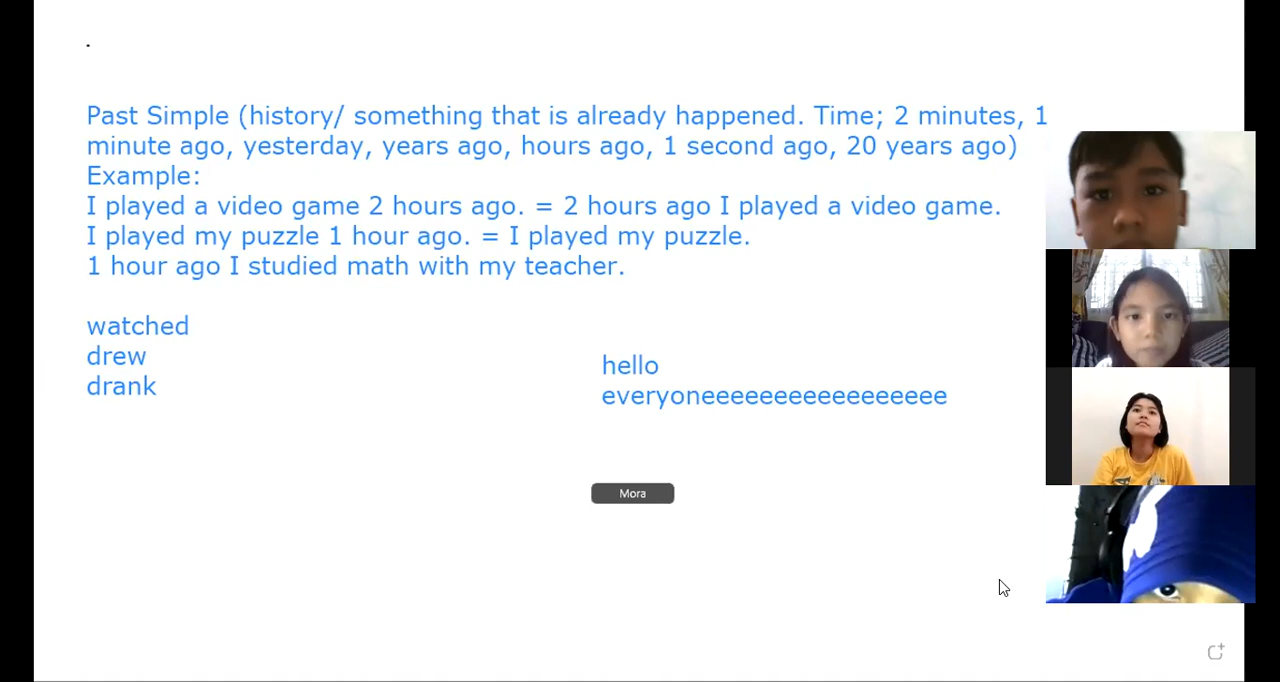 .
Past Simple (history/ something that is already happened. Time; 2 minutes, 1
minute ago, yesterday, years ago, hours ago, 1 second ago, 20 years ago)
Example:
I played a video game 2 hours ago. = 2 hours ago I played a video game.
I played my puzzle 1 hour ago. = I played my puzzle.
1 hour ago I studied math with my teacher.
watched
drew
drank
hello
everyoneeeeeeeeeeeeeeeee
Mora